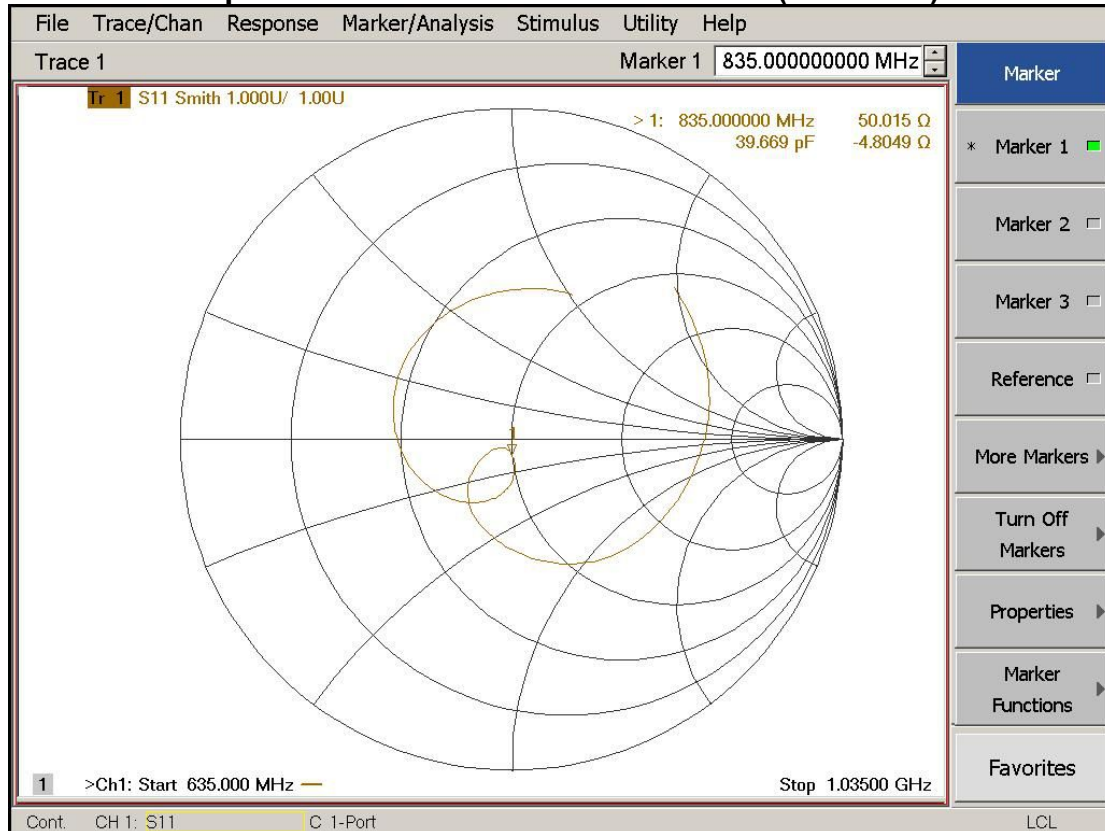 File Trace/Chan Response Marker/Analysis Stimulus Utility Help
Trace 1 Marker 1 835.000000000 MHz
Marker
Tr 1 S11 Smith 1.000U/ 1.00U
> 1: 835.000000 MHz 50.015 Ω
39.669 pF -4.8049 Ω
* Marker 1
Marker 2
Marker 3
Reference
More Markers
Turn Off
Markers
Properties
Marker
Functions
Favorites
1
1 >Ch1: Start 635.000 MHz — Stop 1.03500 GHz
Cont. CH 1: S11 C 1-Port LCL